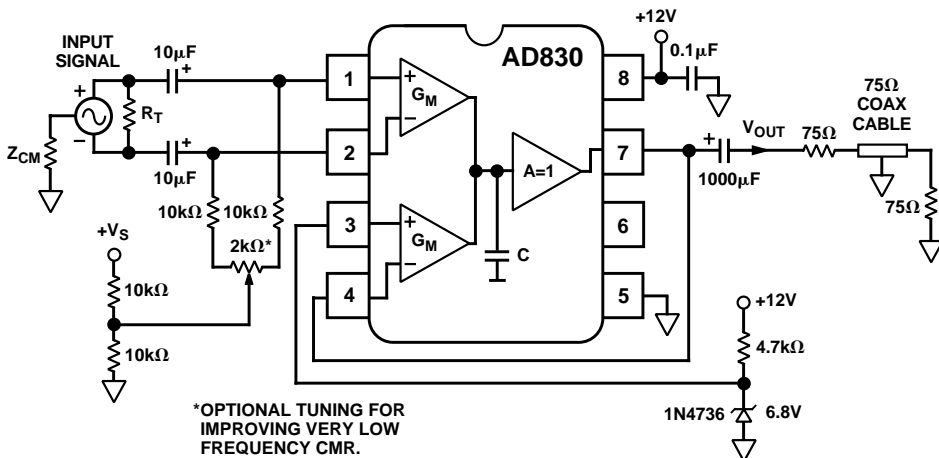 +12V
INPUT
SIGNAL
10μF
+
AD830
0.1μF
1
8
75Ω
COAX
CABLE
+
−
R_T
+
−
G_M
V_OUT
75Ω
Z_CM
+
2
A=1
7
+
10μF
1000μF
10kΩ
10kΩ
75Ω
3
+
−
G_M
6
+V_S
2kΩ*
C
4
5
10kΩ
+12V
10kΩ
4.7kΩ
1N4736
6.8V
*OPTIONAL TUNING FOR
IMPROVING VERY LOW
FREQUENCY CMR.